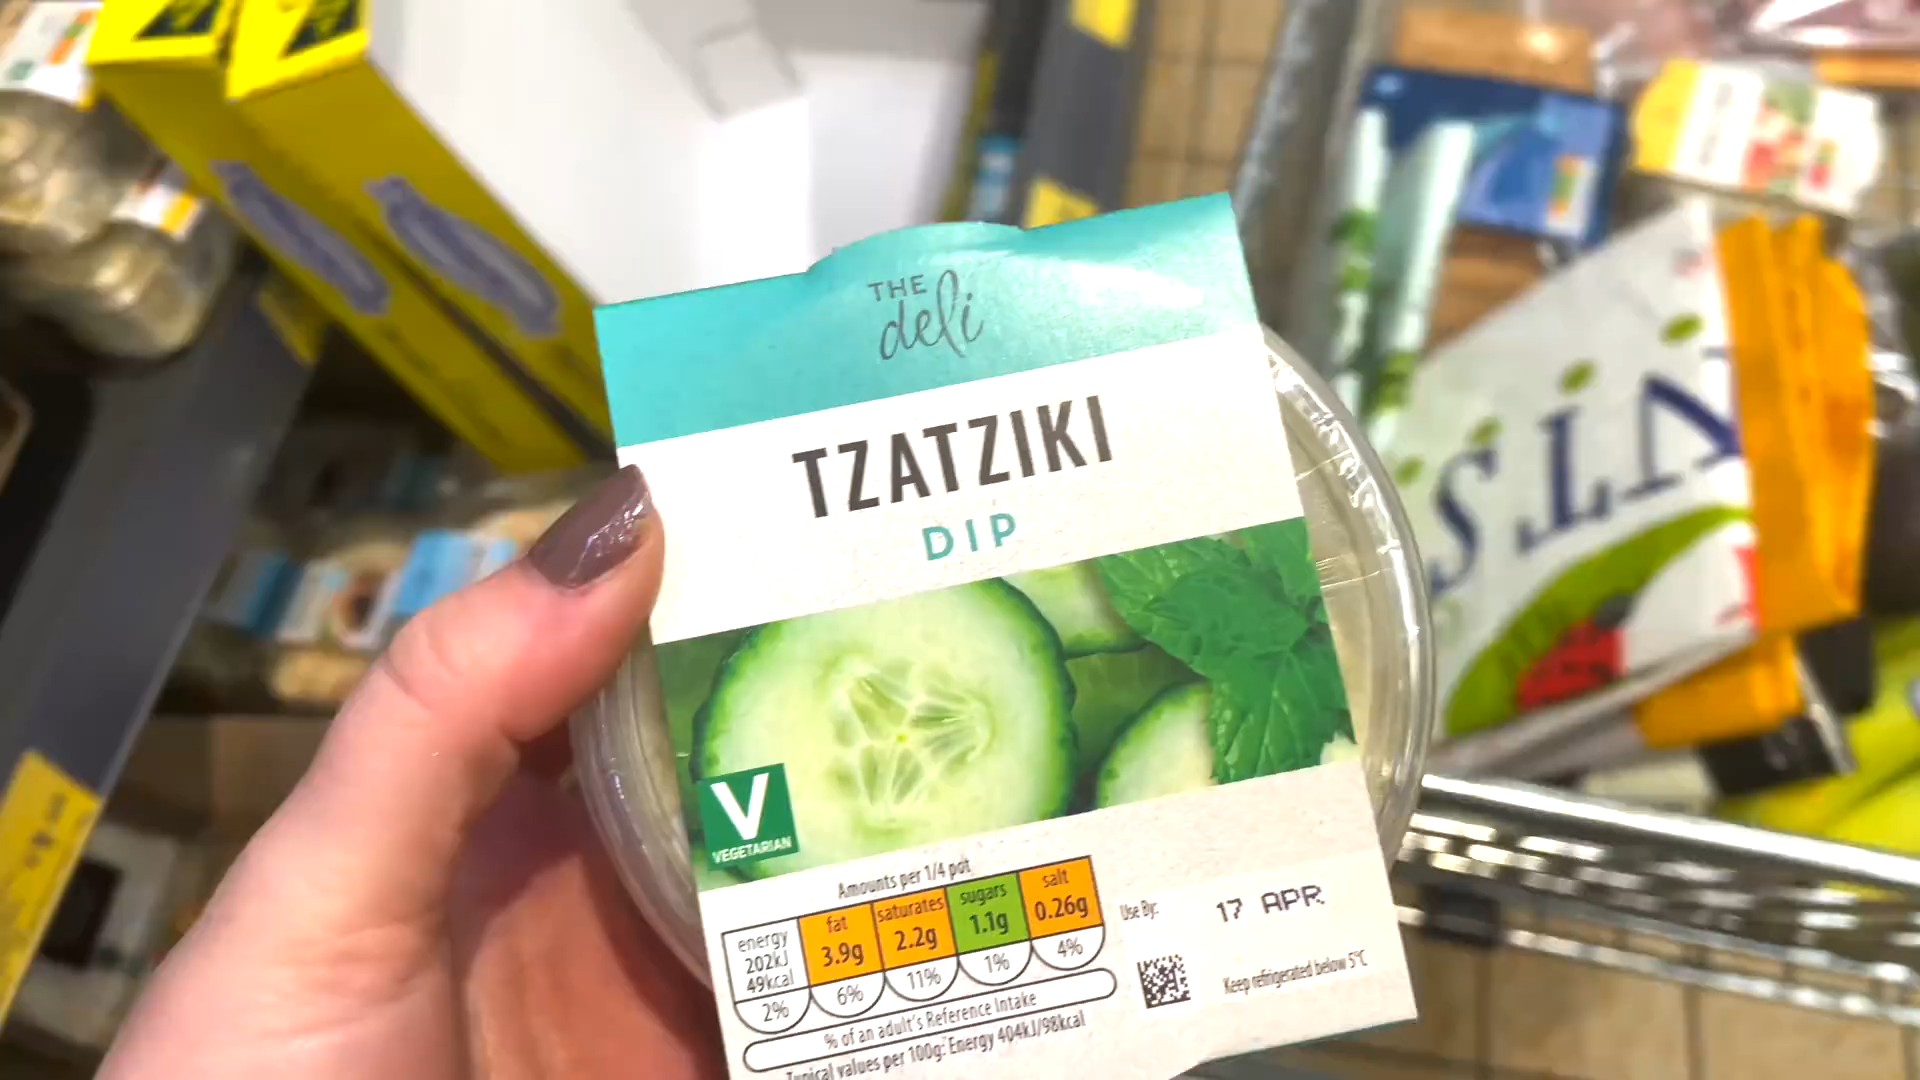 THE
deli
TZATZIKI
DIP
V
VEGETARIAN
Amounts per 1/4 pot
energy
202kJ
49kcal
2%
fat
3.9g
6%
saturates
2.2g
11%
sugars
1.1g
1%
salt
0.26g
4%
% of an adult's Reference Intake
Typical values per 100g: Energy 404kJ/98kcal
Use By:
17 APR
Keep refrigerated below 5°C